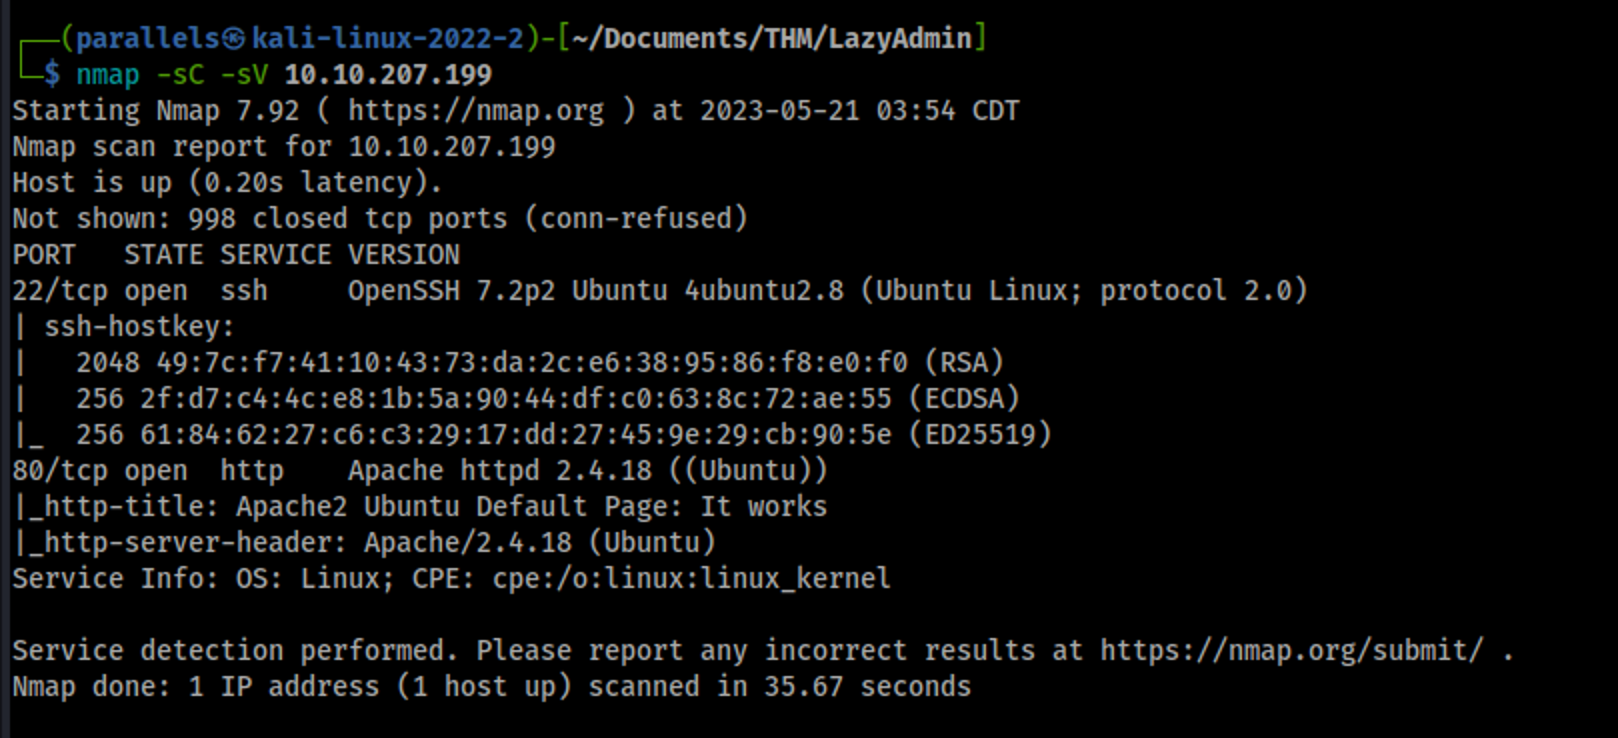 ┌──(parallels㉿kali-linux-2022-2)-[~/Documents/THM/LazyAdmin]
└─$ nmap -sC -sV 10.10.207.199
Starting Nmap 7.92 ( https://nmap.org ) at 2023-05-21 03:54 CDT
Nmap scan report for 10.10.207.199
Host is up (0.20s latency).
Not shown: 998 closed tcp ports (conn-refused)
PORT   STATE SERVICE VERSION
22/tcp open  ssh     OpenSSH 7.2p2 Ubuntu 4ubuntu2.8 (Ubuntu Linux; protocol 2.0)
| ssh-hostkey:
|   2048 49:7c:f7:41:10:43:73:da:2c:e6:38:95:86:f8:e0:f0 (RSA)
|   256 2f:d7:c4:4c:e8:1b:5a:90:44:df:c0:63:8c:72:ae:55 (ECDSA)
|_  256 61:84:62:27:c6:c3:29:17:dd:27:45:9e:29:cb:90:5e (ED25519)
80/tcp open  http    Apache httpd 2.4.18 ((Ubuntu))
|_http-title: Apache2 Ubuntu Default Page: It works
|_http-server-header: Apache/2.4.18 (Ubuntu)
Service Info: OS: Linux; CPE: cpe:/o:linux:linux_kernel
Service detection performed. Please report any incorrect results at https://nmap.org/submit/ .
Nmap done: 1 IP address (1 host up) scanned in 35.67 seconds